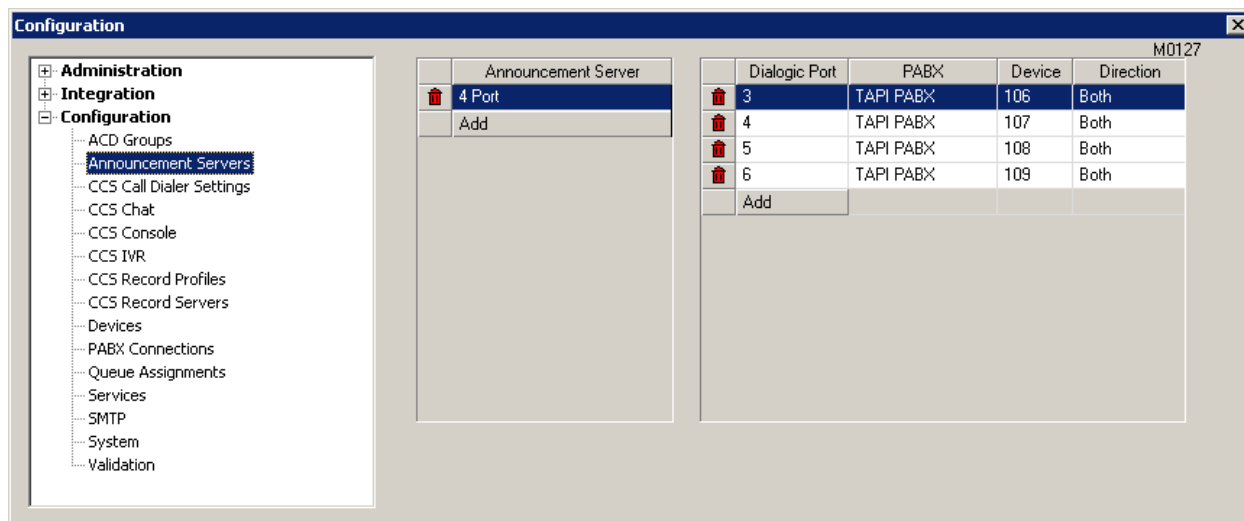 Configuration
M0127
Administration
Integration
Configuration
ACD Groups
Announcement Servers
CCS Call Dialer Settings
CCS Chat
CCS Console
CCS IVR
CCS Record Profiles
CCS Record Servers
Devices
PABX Connections
Queue Assignments
Services
SMTP
System
Validation
Announcement Server
4 Port
Add
Dialogic Port PABX Device Direction
3 TAPI PABX 106 Both
4 TAPI PABX 107 Both
5 TAPI PABX 108 Both
6 TAPI PABX 109 Both
Add